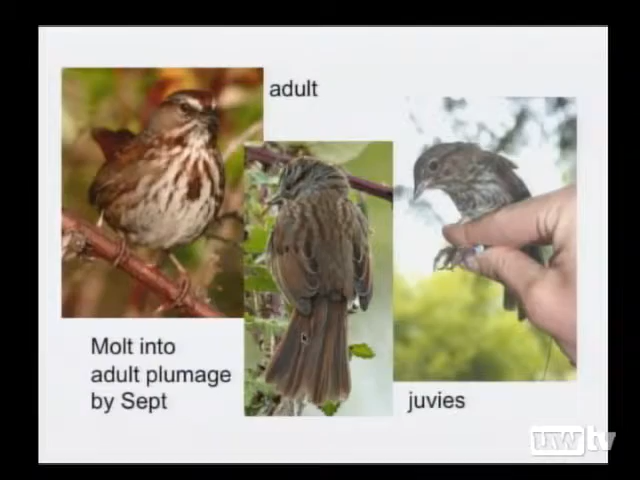 adult
Molt into
adult plumage
by Sept
juvies
uwtv